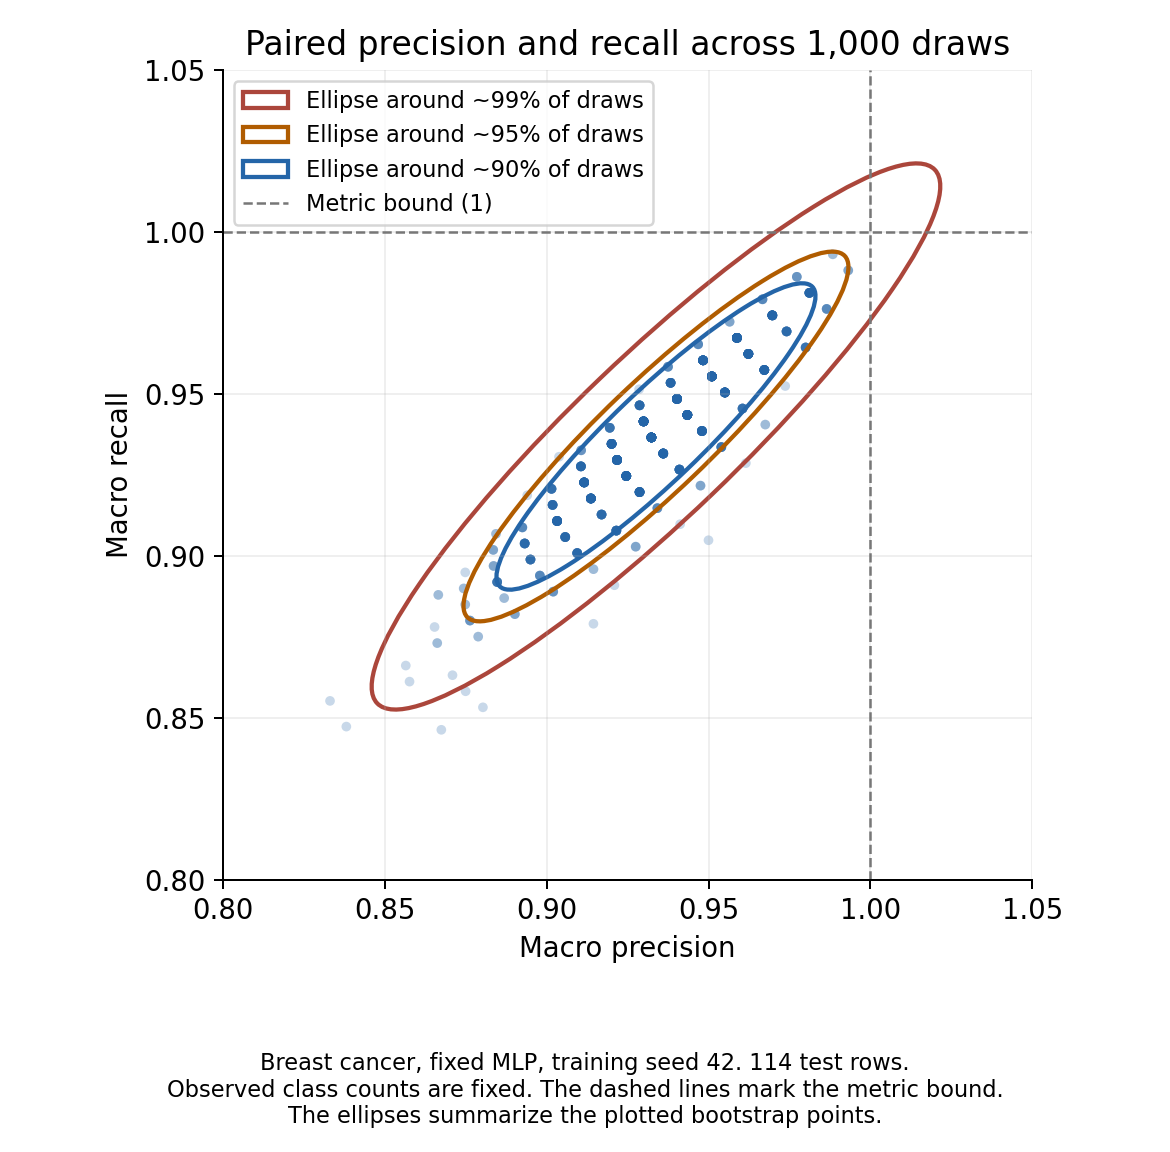 Paired precision and recall across 1,000 draws
Ellipse around ~99% of draws
Ellipse around ~95% of draws
Ellipse around ~90% of draws
Metric bound (1)
1.05
1.00
0.95
0.90
0.85
0.80
Macro recall
0.80 0.85 0.90 0.95 1.00 1.05
Macro precision
Breast cancer, fixed MLP, training seed 42. 114 test rows.
Observed class counts are fixed. The dashed lines mark the metric bound.
The ellipses summarize the plotted bootstrap points.